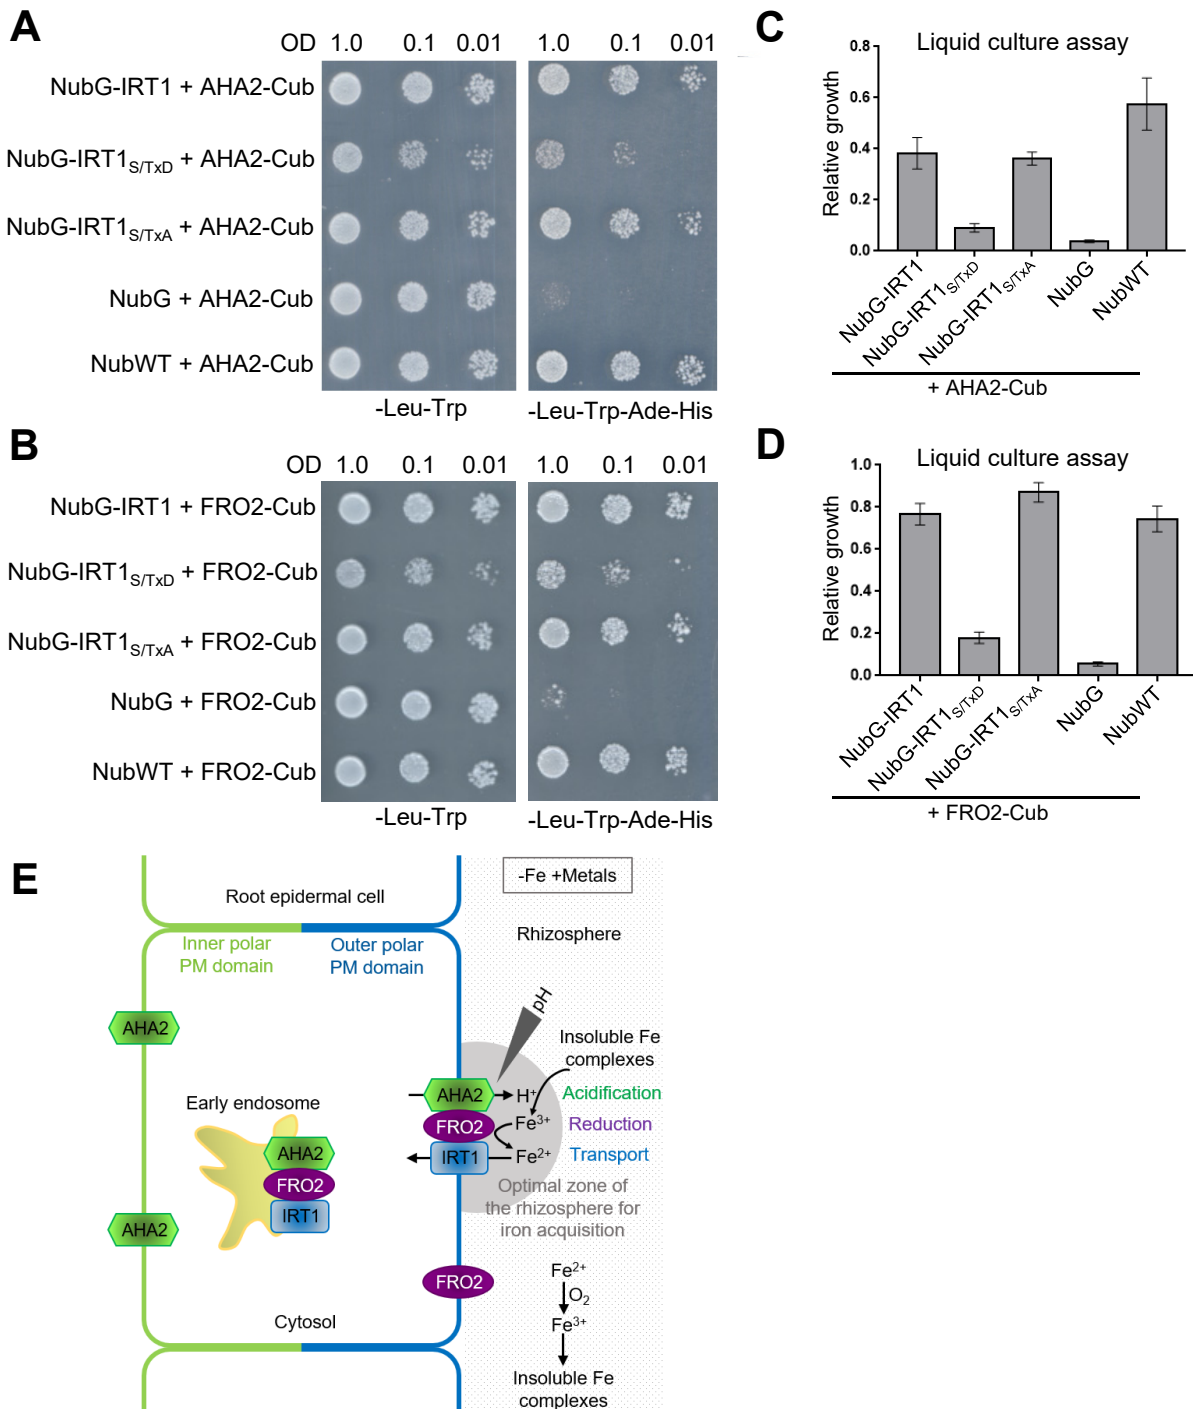 A
OD 1.0 0.1 0.01 1.0 0.1 0.01
NubG-IRT1 + AHA2-Cub
NubG-IRT1S/TxD + AHA2-Cub
NubG-IRT1S/TxA + AHA2-Cub
NubG + AHA2-Cub
NubWT + AHA2-Cub
-Leu-Trp
-Leu-Trp-Ade-His
B
OD 1.0 0.1 0.01 1.0 0.1 0.01
NubG-IRT1 + FRO2-Cub
NubG-IRT1S/TxD + FRO2-Cub
NubG-IRT1S/TxA + FRO2-Cub
NubG + FRO2-Cub
NubWT + FRO2-Cub
-Leu-Trp
-Leu-Trp-Ade-His
C
Liquid culture assay
Relative growth
0.8
0.6
0.4
0.2
0.0
NubG-IRT1
NubG-IRT1S/TxD
NubG-IRT1S/TxA
NubG
NubWT
+ AHA2-Cub
D
Liquid culture assay
Relative growth
1.0
0.8
0.6
0.4
0.2
0.0
NubG-IRT1
NubG-IRT1S/TxD
NubG-IRT1S/TxA
NubG
NubWT
+ FRO2-Cub
E
-Fe +Metals
Root epidermal cell
Inner polar
PM domain
Outer polar
PM domain
Rhizosphere
pH
AHA2
Insoluble Fe
complexes
AHA2
H+
Acidification
Early endosome
FRO2
Fe3+
Reduction
AHA2
IRT1
Fe2+
Transport
FRO2
IRT1
Optimal zone of
the rhizosphere for
iron acquisition
AHA2
FRO2
Fe2+
O2
Fe3+
Cytosol
Insoluble Fe
complexes